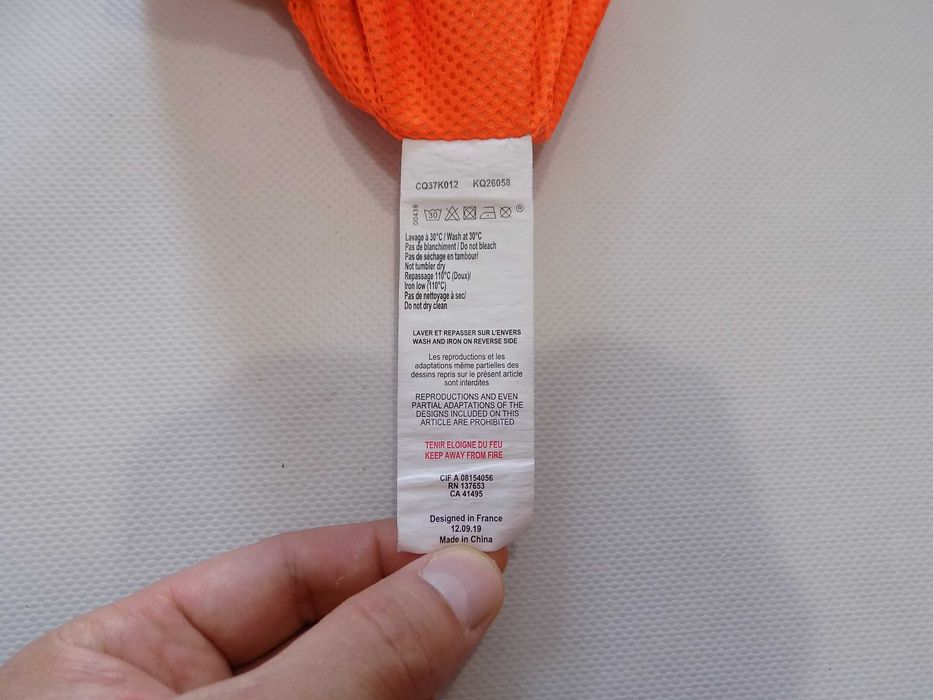 CQ37K012 KQ26058
00439
30 ®
Lavage à 30°C / Wash at 30°C
Pas de blanchiment / Do not bleach
Pas de séchage en tambour/
Not tumbler dry
Repassage 110°C (Doux)/
Iron low (110°C)
Pas de nettoyage à sec/
Do not dry clean
LAVER ET REPASSER SUR L'ENVERS
WASH AND IRON ON REVERSE SIDE
Les reproductions et les
adaptations même partielles des
dessins repris sur le présent article
sont interdites
REPRODUCTIONS AND EVEN
PARTIAL ADAPTATIONS OF THE
DESIGNS INCLUDED ON THIS
ARTICLE ARE PROHIBITED
TENIR ELOIGNE DU FEU
KEEP AWAY FROM FIRE
CIF A 08154056
RN 137653
CA 41495
Designed in France
12.09.19
Made in China